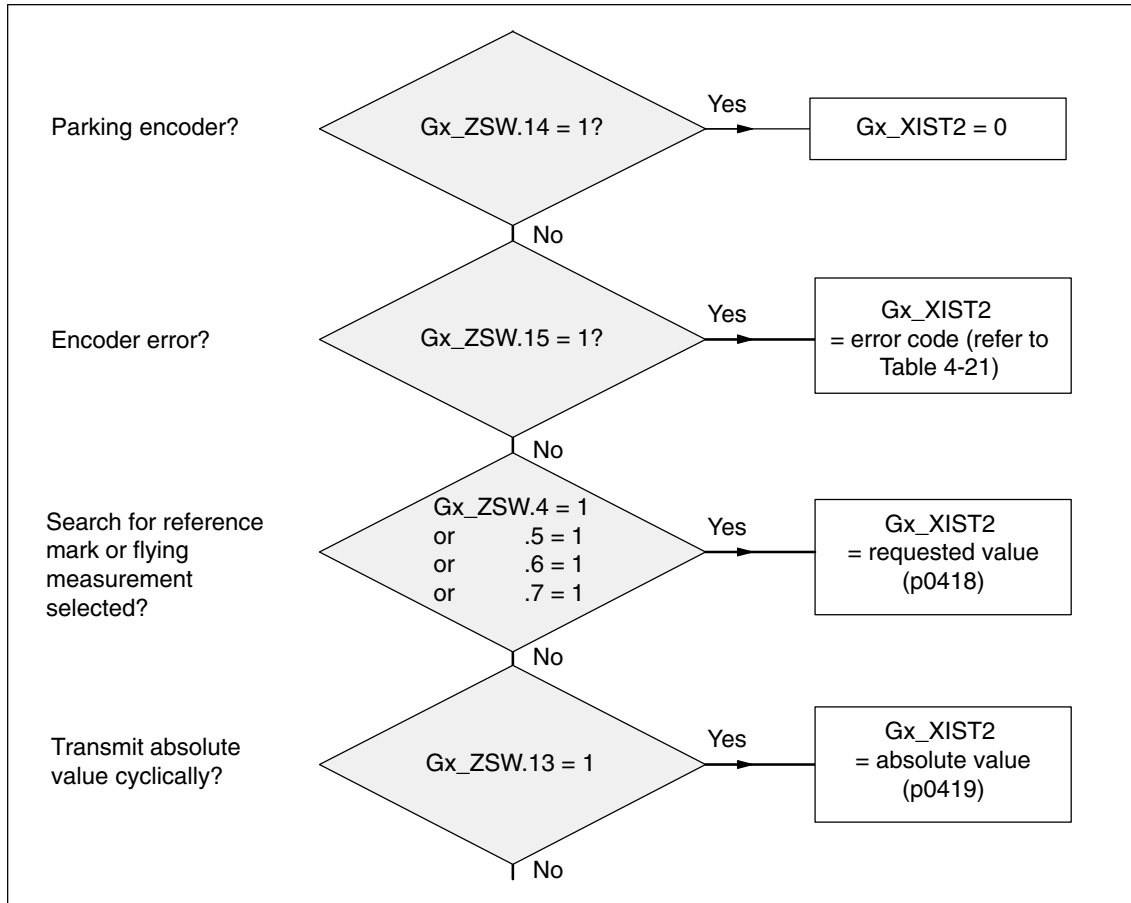 Parking encoder?
Gx_ZSW.14 = 1?
Yes
Gx_XIST2 = 0
No
Encoder error?
Gx_ZSW.15 = 1?
Yes
Gx_XIST2
= error code (refer to
Table 4-21)
No
Search for reference
mark or flying
measurement
selected?
Gx_ZSW.4 = 1
or .5 = 1
or .6 = 1
or .7 = 1
Yes
Gx_XIST2
= requested value
(p0418)
No
Transmit absolute
value cyclically?
Gx_ZSW.13 = 1
Yes
Gx_XIST2
= absolute value
(p0419)
No